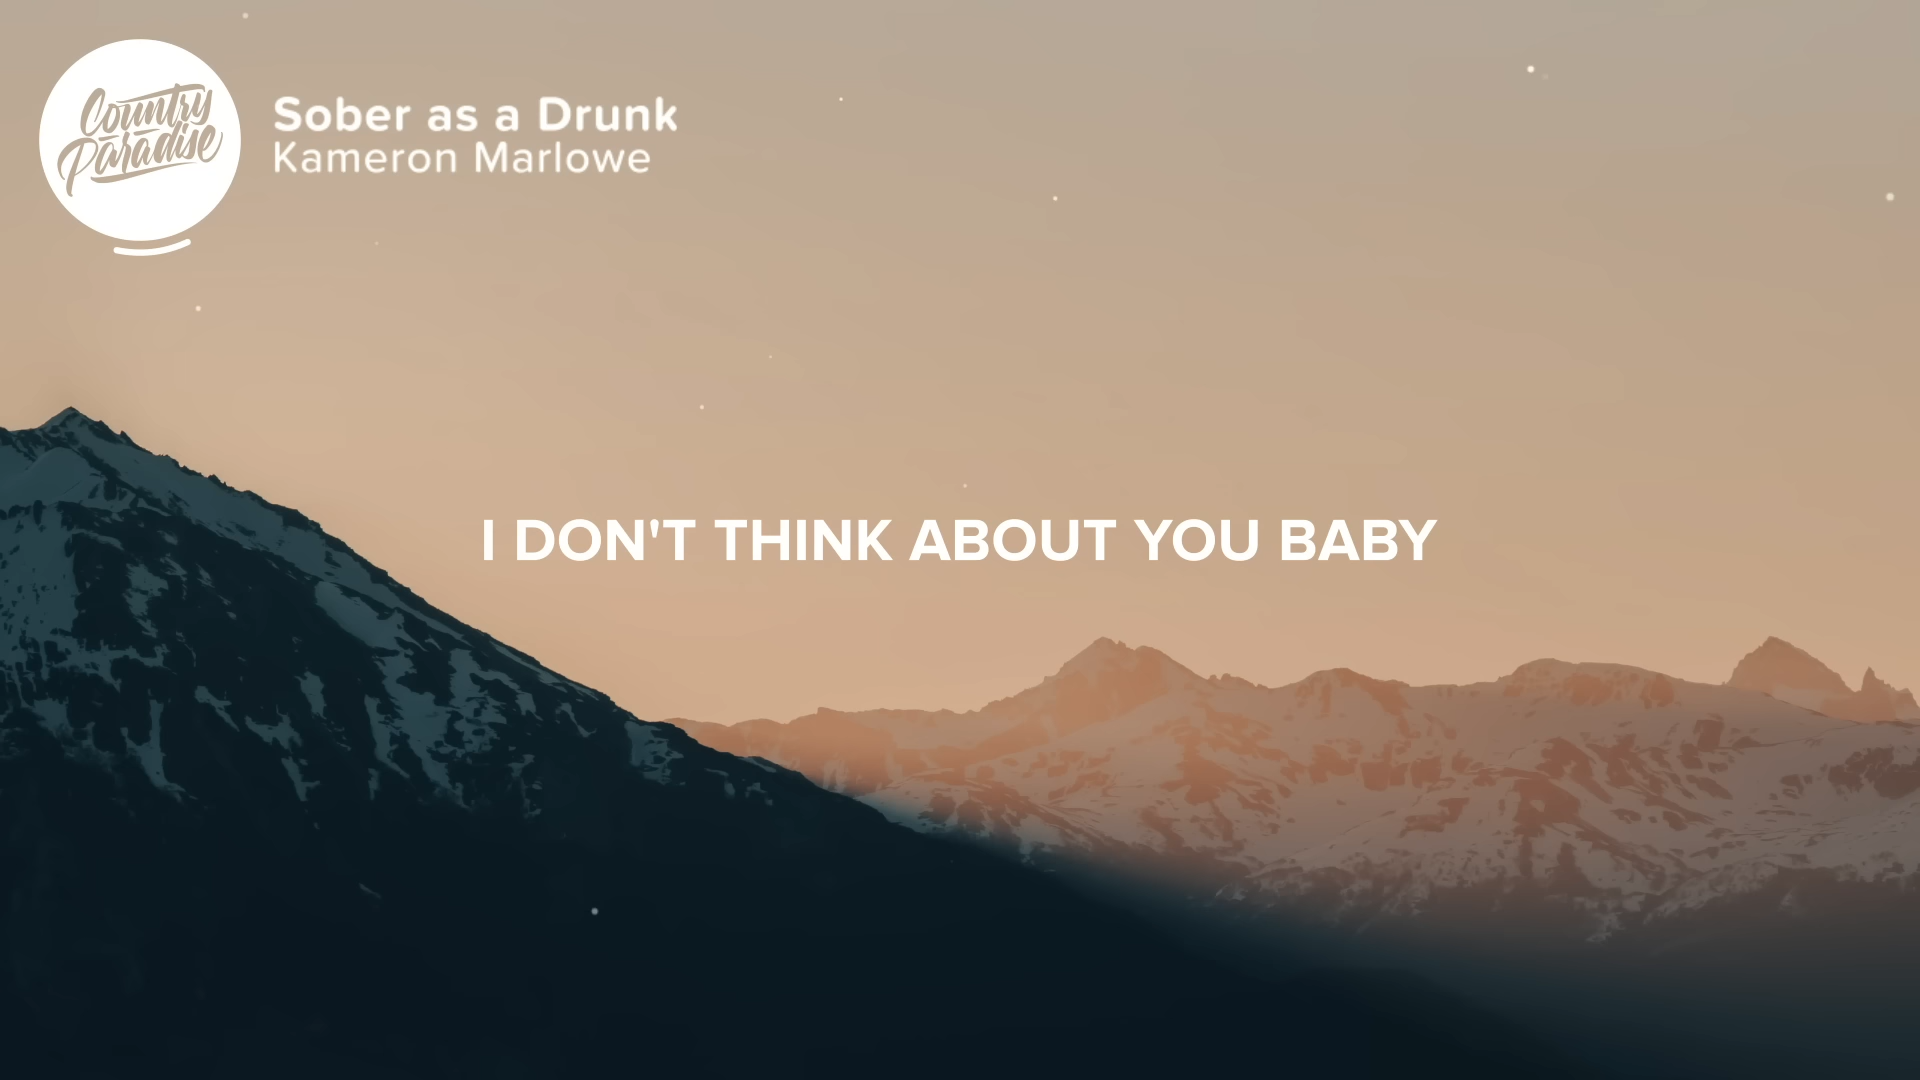 Country
Paradise
Sober as a Drunk
Kameron Marlowe
I DON'T THINK ABOUT YOU BABY